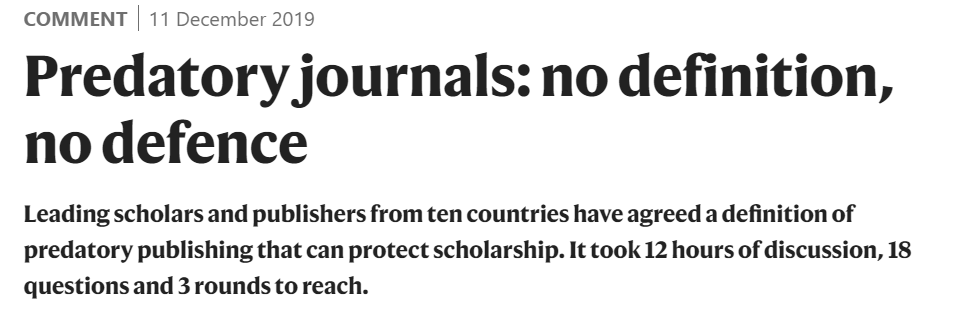 COMMENT | 11 December 2019
Predatory journals: no definition,
no defence
Leading scholars and publishers from ten countries have agreed a definition of
predatory publishing that can protect scholarship. It took 12 hours of discussion, 18
questions and 3 rounds to reach.